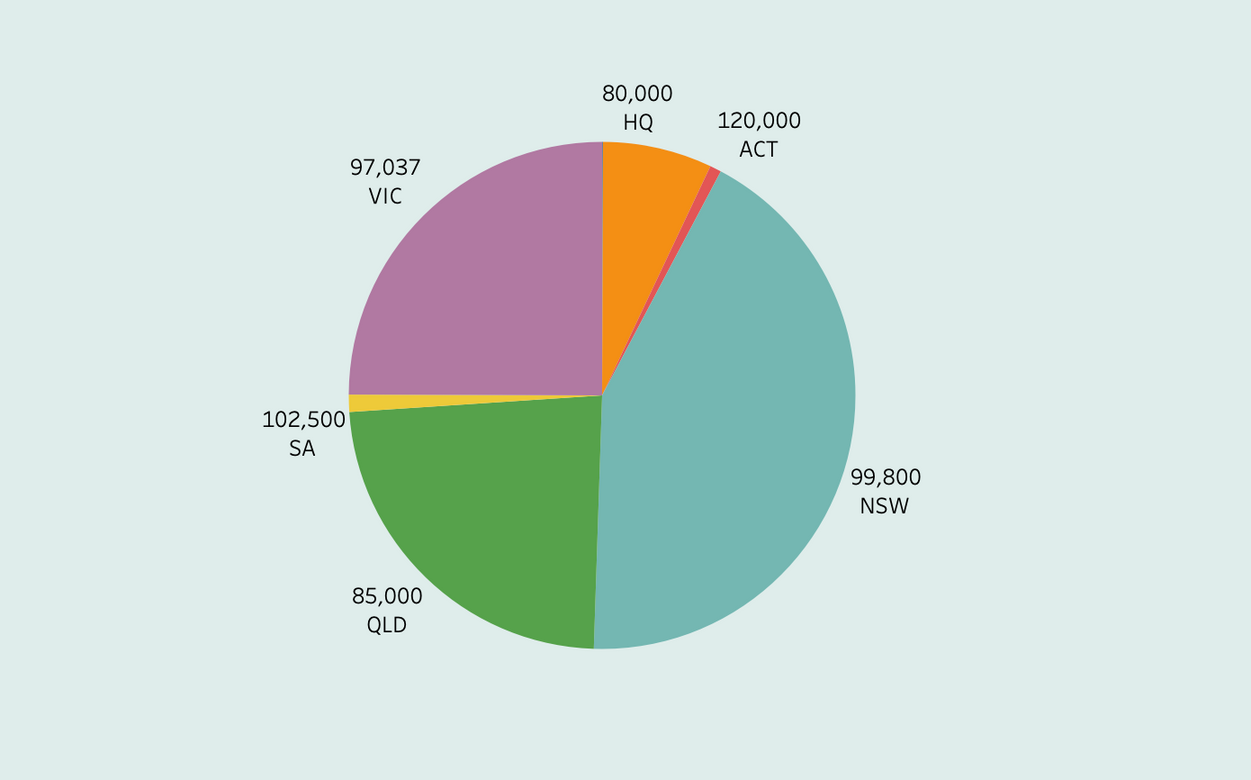 80,000
HQ
120,000
ACT
97,037
VIC
102,500
SA
99,800
NSW
85,000
QLD